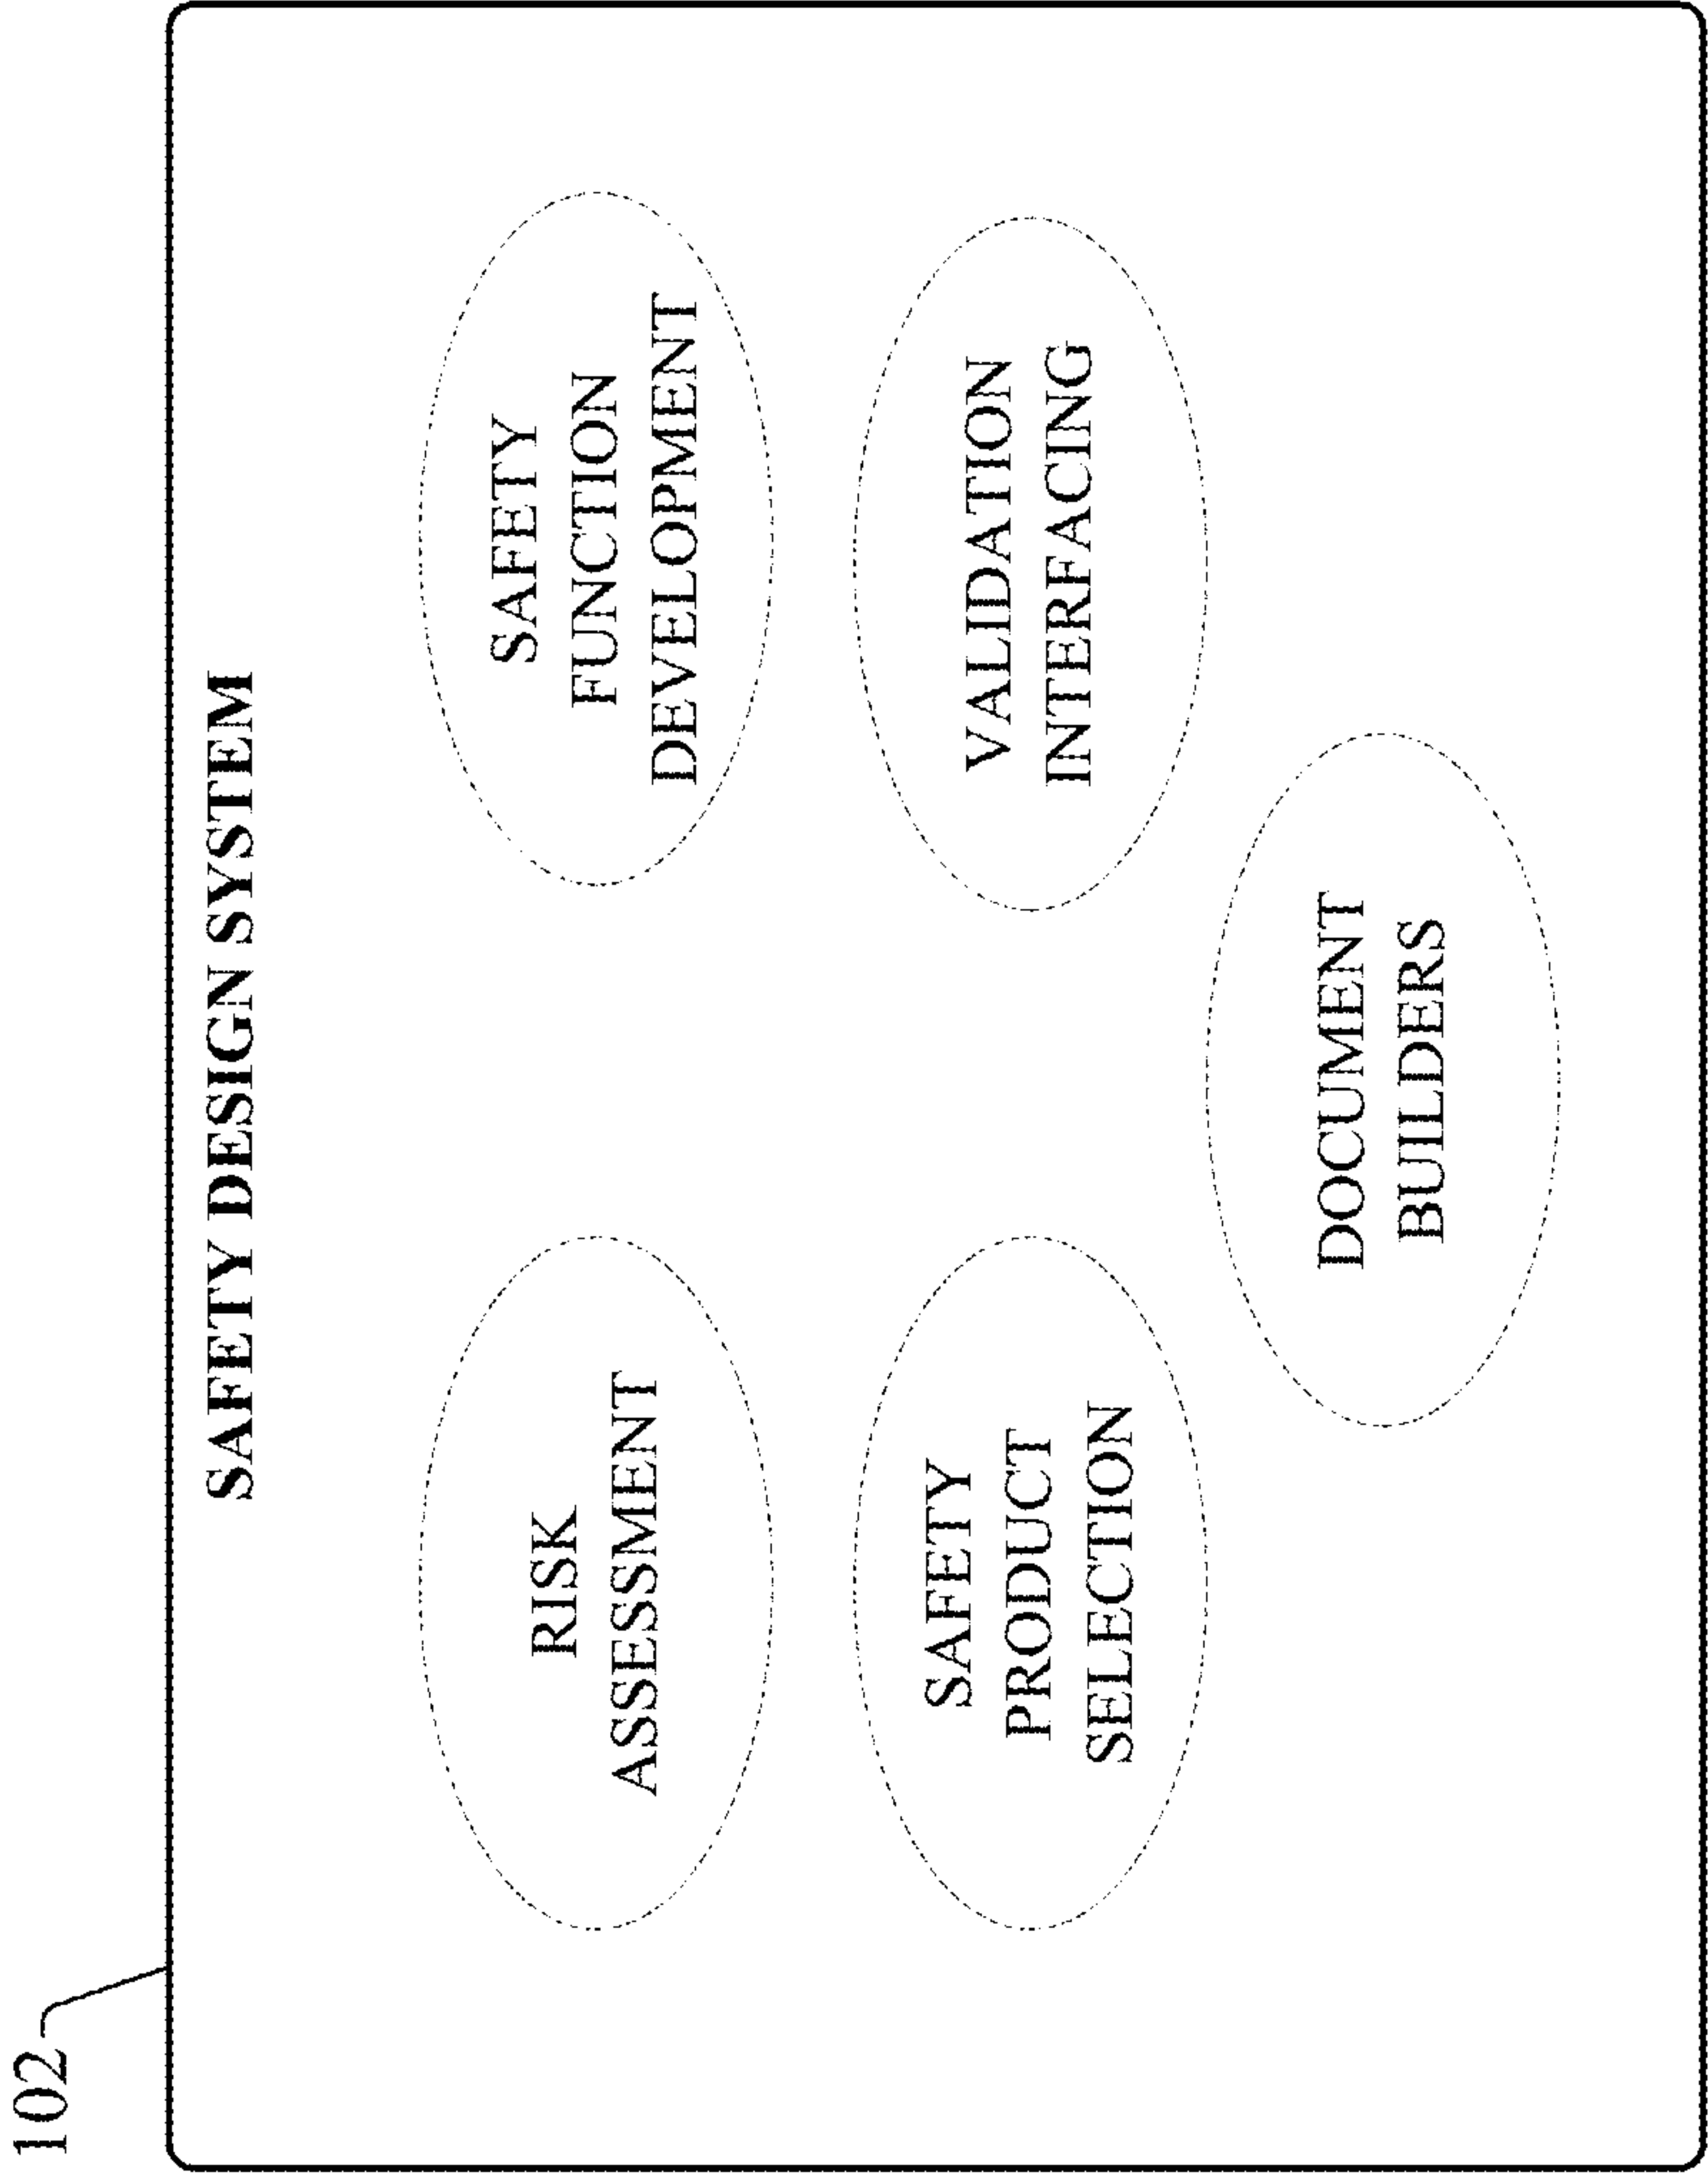 102
SAFETY DESIGN SYSTEM
RISK
ASSESSMENT
SAFETY
FUNCTION
DEVELOPMENT
SAFETY
PRODUCT
SELECTION
VALIDATION
INTERFACING
DOCUMENT
BUILDERS